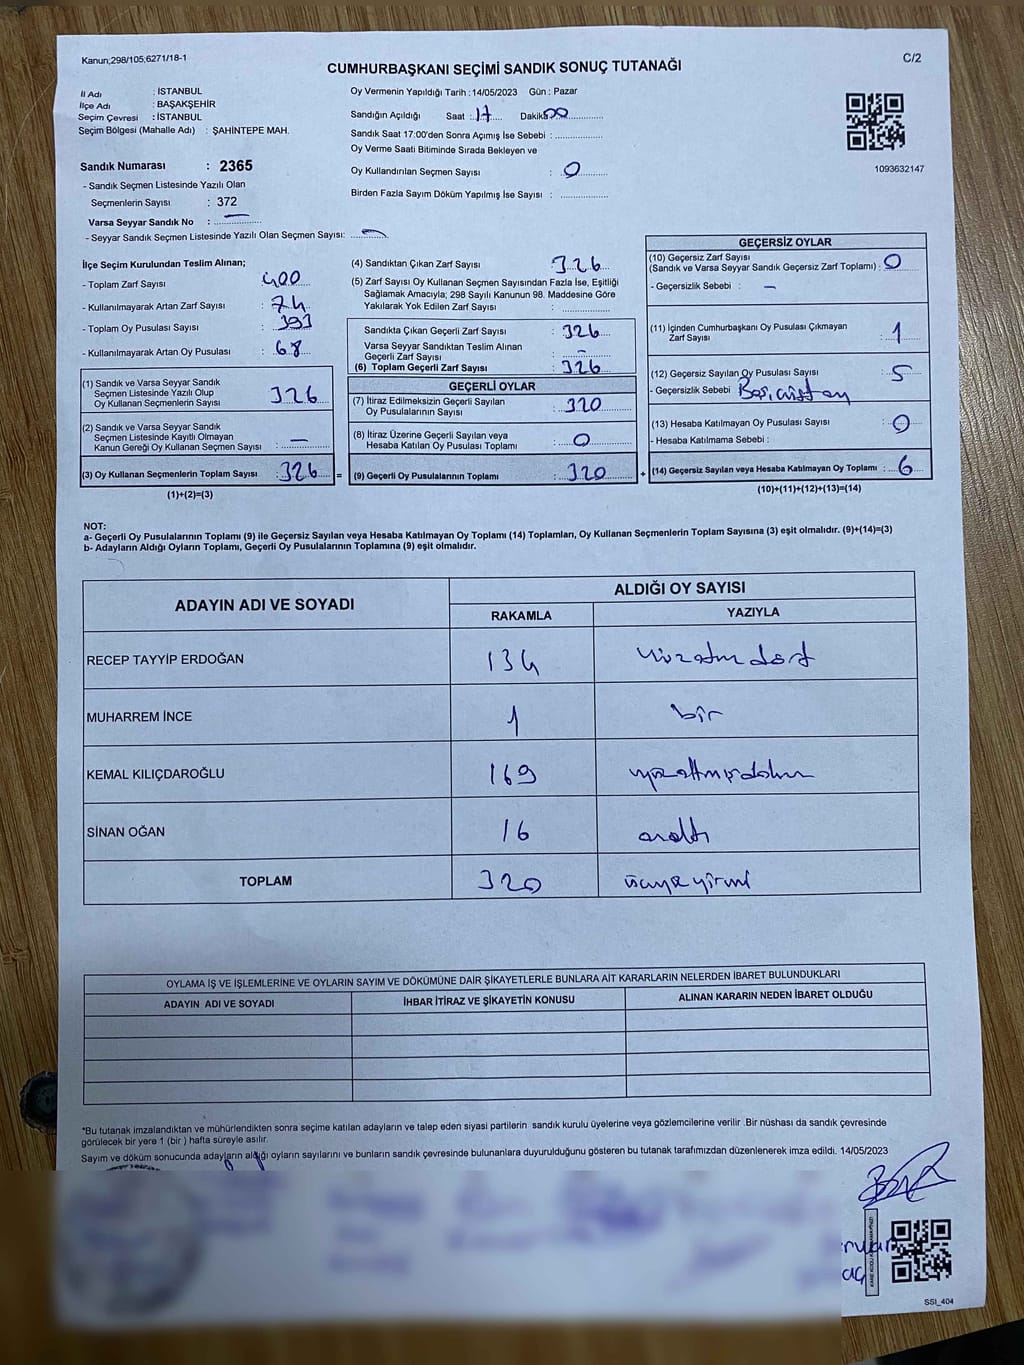 Kanun;298/105;6271/18-1
C/2
CUMHURBAŞKANI SEÇİMİ SANDIK SONUÇ TUTANAĞI
İl Adı : İSTANBUL
İlçe Adı : BAŞAKŞEHİR
Seçim Çevresi : İSTANBUL
Seçim Bölgesi (Mahalle Adı) : ŞAHİNTEPE MAH.
Sandık Numarası : 2365
- Sandık Seçmen Listesinde Yazılı Olan
Seçmenlerin Sayısı : 372
Varsa Seyyar Sandık No :
- Seyyar Sandık Seçmen Listesinde Yazılı Olan Seçmen Sayısı:
Oy Vermenin Yapıldığı Tarih : 14/05/2023 Gün : Pazar
Sandığın Açıldığı Saat : 17 Dakika 00
Sandık Saat 17:00'den Sonra Açımış İse Sebebi :
Oy Verme Saati Bitiminde Sırada Bekleyen ve
Oy Kullandırılan Seçmen Sayısı : 0
Birden Fazla Sayım Döküm Yapılmış İse Sayısı :
1093632147
İlçe Seçim Kurulundan Teslim Alınan;
- Toplam Zarf Sayısı : 400
- Kullanılmayarak Artan Zarf Sayısı : 74
- Toplam Oy Pusulası Sayısı : 393
- Kullanılmayarak Artan Oy Pusulası : 68
(1) Sandık ve Varsa Seyyar Sandık
Seçmen Listesinde Yazılı Olup
Oy Kullanan Seçmenlerin Sayısı : 326
(2) Sandık ve Varsa Seyyar Sandık
Seçmen Listesinde Kayıtlı Olmayan
Kanun Gereği Oy Kullanan Seçmen Sayısı : –
(3) Oy Kullanan Seçmenlerin Toplam Sayısı : 326 =
(1)+(2)=(3)
(4) Sandıktan Çıkan Zarf Sayısı : 326
(5) Zarf Sayısı Oy Kullanan Seçmen Sayısından Fazla İse, Eşitliği
Sağlamak Amacıyla; 298 Sayılı Kanunun 98. Maddesine Göre
Yakılarak Yok Edilen Zarf Sayısı :
Sandıkta Çıkan Geçerli Zarf Sayısı : 326
Varsa Seyyar Sandıktan Teslim Alınan
Geçerli Zarf Sayısı : –
(6) Toplam Geçerli Zarf Sayısı : 326
GEÇERLİ OYLAR
(7) İtiraz Edilmeksizin Geçerli Sayılan
Oy Pusulalarının Sayısı : 320
(8) İtiraz Üzerine Geçerli Sayılan veya
Hesaba Katılan Oy Pusulası Toplamı : 0
(9) Geçerli Oy Pusulalarının Toplamı : 320 +
GEÇERSİZ OYLAR
(10) Geçersiz Zarf Sayısı
(Sandık ve Varsa Seyyar Sandık Geçersiz Zarf Toplamı) : 0
- Geçersizlik Sebebi : –
(11) İçinden Cumhurbaşkanı Oy Pusulası Çıkmayan
Zarf Sayısı : 1
(12) Geçersiz Sayılan Oy Pusulası Sayısı : 5
- Geçersizlik Sebebi
(13) Hesaba Katılmayan Oy Pusulası Sayısı : 0
- Hesaba Katılmama Sebebi :
(14) Geçersiz Sayılan veya Hesaba Katılmayan Oy Toplamı : 6
(10)+(11)+(12)+(13)=(14)
NOT:
a- Geçerli Oy Pusulalarının Toplamı (9) ile Geçersiz Sayılan veya Hesaba Katılmayan Oy Toplamı (14) Toplamları, Oy Kullanan Seçmenlerin Toplam Sayısına (3) eşit olmalıdır. (9)+(14)=(3)
b- Adayların Aldığı Oyların Toplamı, Geçerli Oy Pusulalarının Toplamına (9) eşit olmalıdır.
ADAYIN ADI VE SOYADI
ALDIĞI OY SAYISI
RAKAMLA YAZIYLA
RECEP TAYYİP ERDOĞAN 134 yüzotuzdört
MUHARREM İNCE 1 bir
KEMAL KILIÇDAROĞLU 169 yüzaltmışdokuz
SİNAN OĞAN 16 onaltı
TOPLAM 320 üçyüzyirmi
OYLAMA İŞ VE İŞLEMLERİNE VE OYLARIN SAYIM VE DÖKÜMÜNE DAİR ŞİKAYETLERLE BUNLARA AİT KARARLARIN NELERDEN İBARET BULUNDUKLARI
ADAYIN ADI VE SOYADI İHBAR İTİRAZ VE ŞİKAYETİN KONUSU ALINAN KARARIN NEDEN İBARET OLDUĞU
*Bu tutanak imzalandıktan ve mühürlendikten sonra seçime katılan adayların ve talep eden siyasi partilerin sandık kurulu üyelerine veya gözlemcilerine verilir .Bir nüshası da sandık çevresinde
görülecek bir yere 1 (bir ) hafta süreyle asılır.
Sayım ve döküm sonucunda adayların aldığı oyların sayılarını ve bunların sandık çevresinde bulunanlara duyurulduğunu gösteren bu tutanak tarafımızdan düzenlenerek imza edildi. 14/05/2023
SSI_404